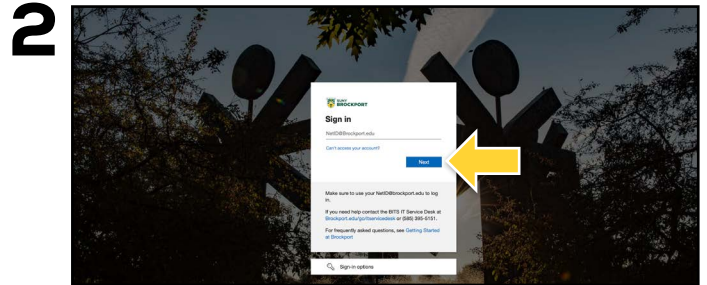 2
SUNY
BROCKPORT
Sign in
NetID@Brockport.edu
Can't access your account?
Next
Make sure to use your NetID@brockport.edu to log
in.
If you need help contact the BITS IT Service Desk at
Brockport.edu/go/itservicedesk or (585) 395-5151.
For frequently asked questions, see Getting Started
at Brockport
Sign-in options